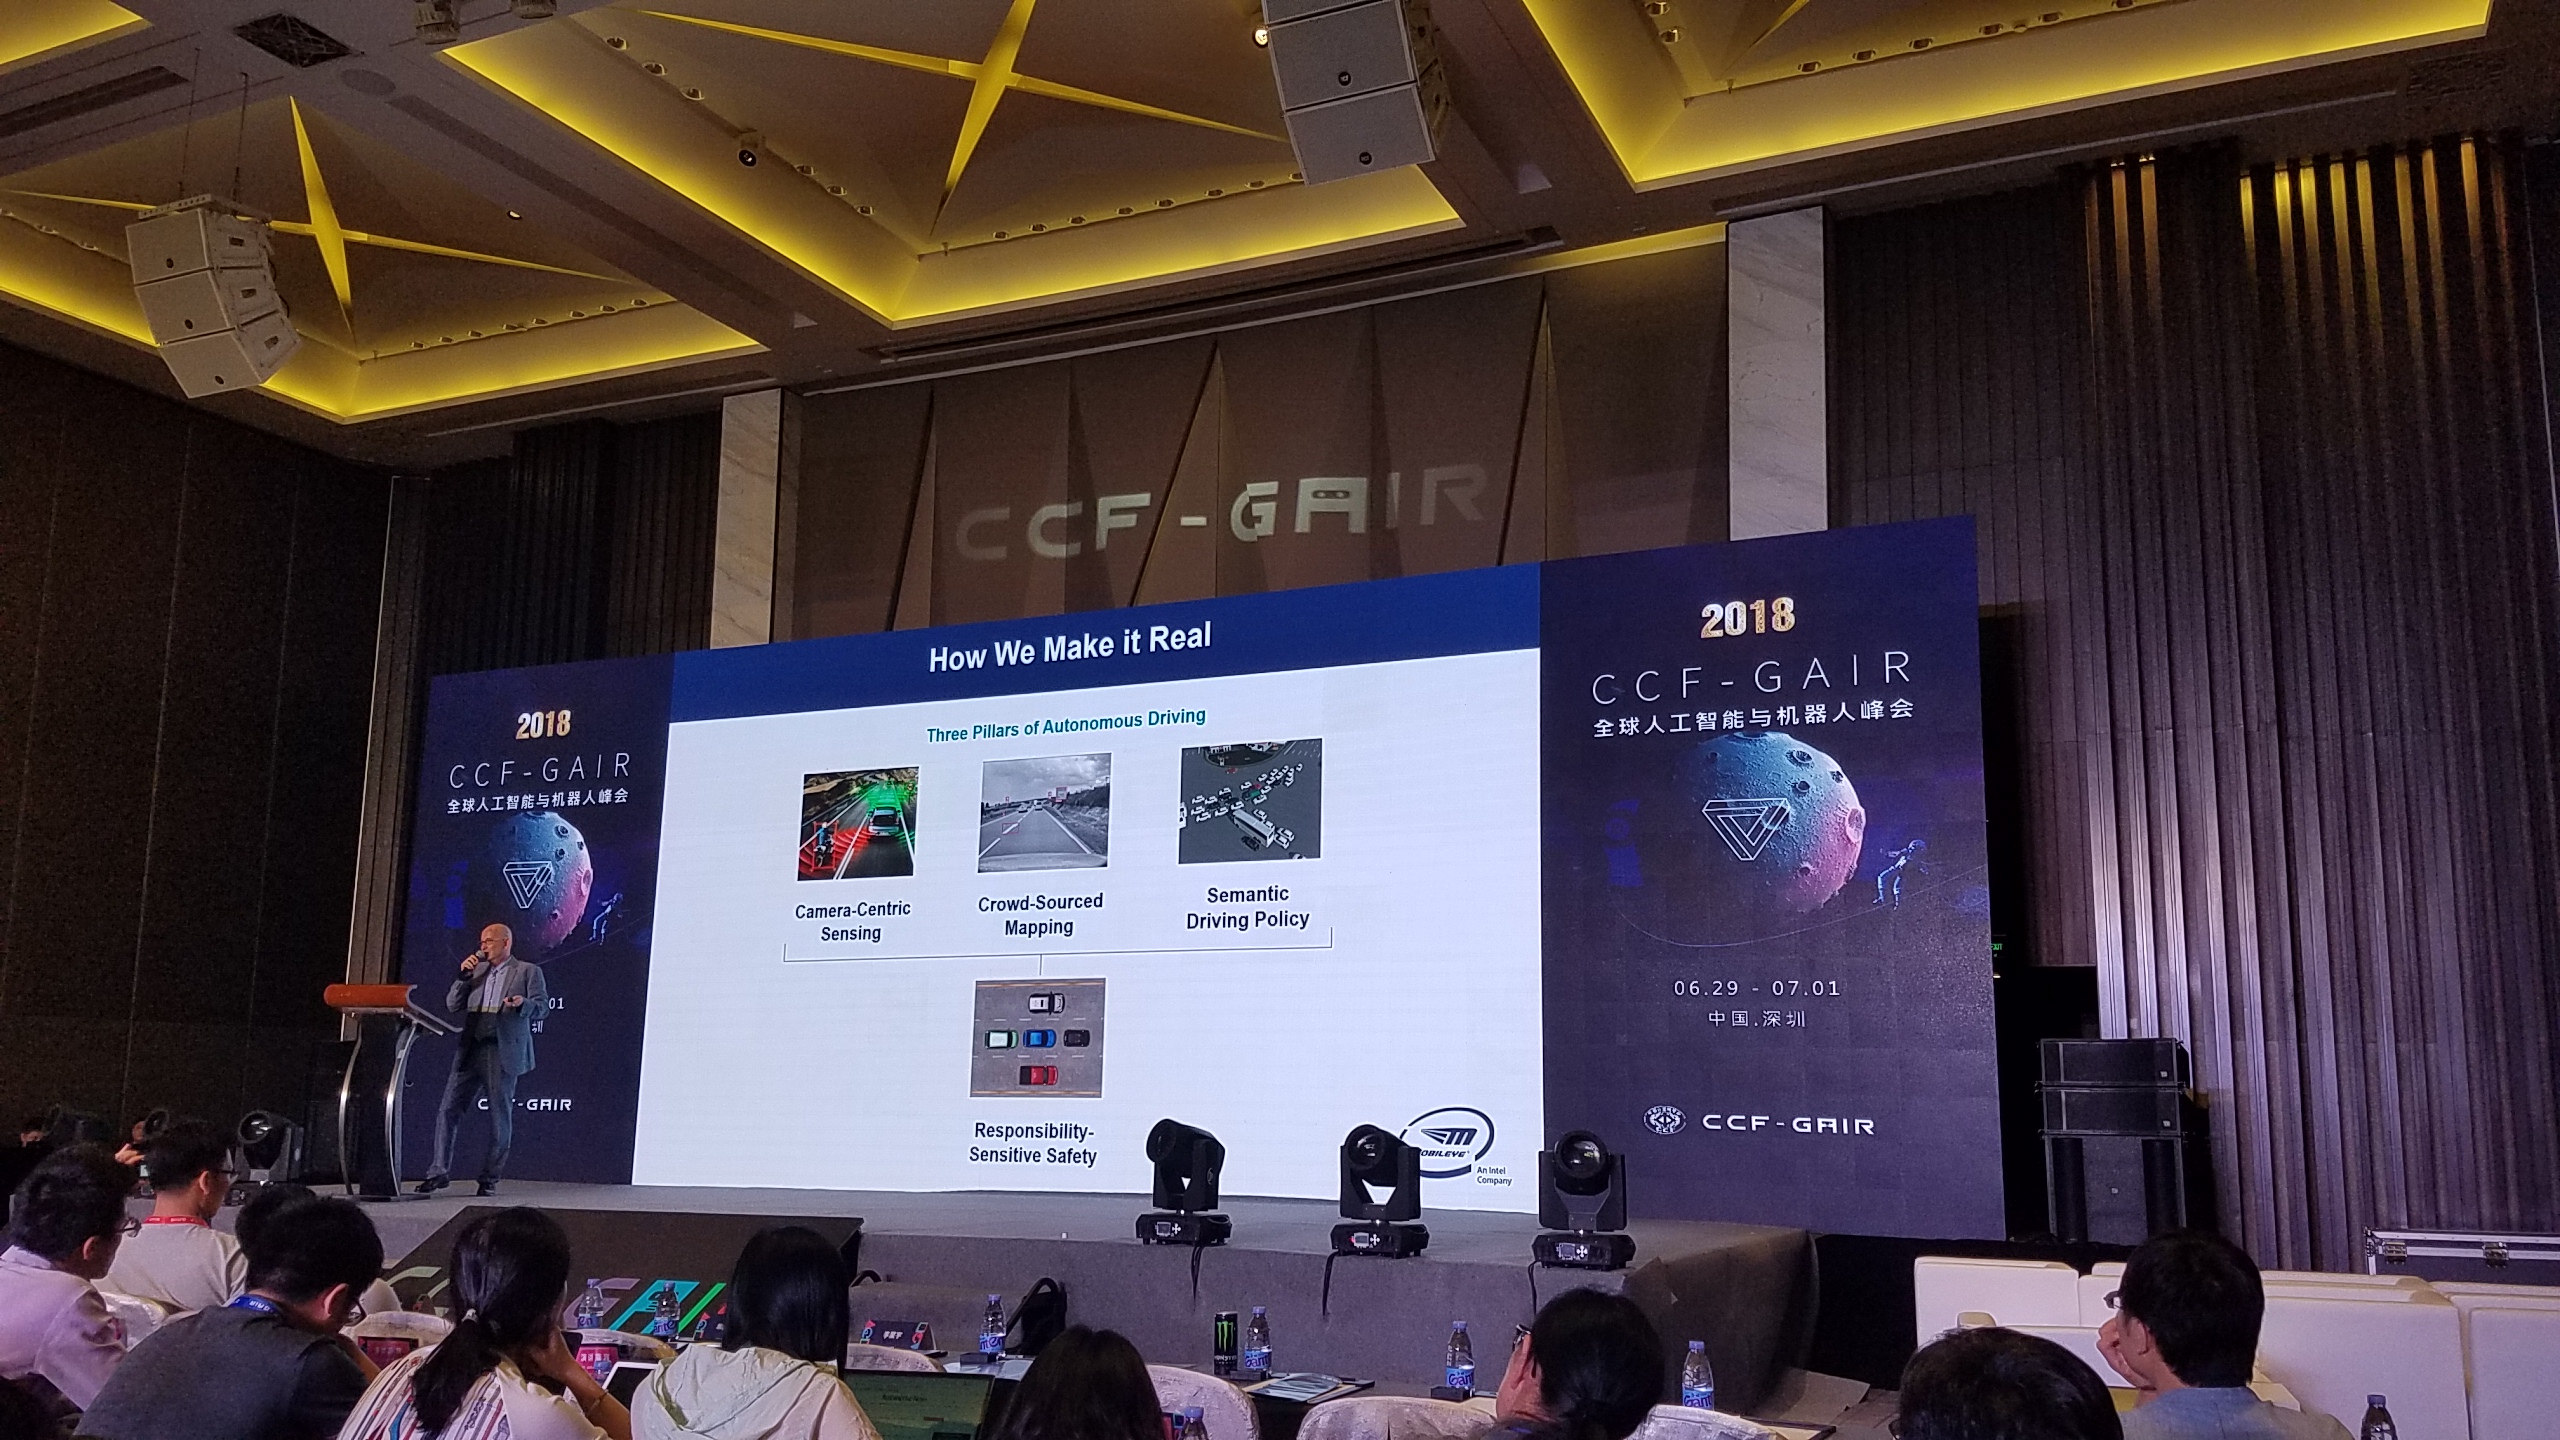 CCF-GAIR
2018
CCF-GAIR
全球人工智能与机器人峰会
01
圳
CCF-GAIR
How We Make it Real
Three Pillars of Autonomous Driving
Camera-Centric
Sensing
Crowd-Sourced
Mapping
Semantic
Driving Policy
Responsibility-
Sensitive Safety
MOBILEYE
An Intel
Company
2018
CCF-GAIR
全球人工智能与机器人峰会
06.29 - 07.01
中国.深圳
CCF-GAIR